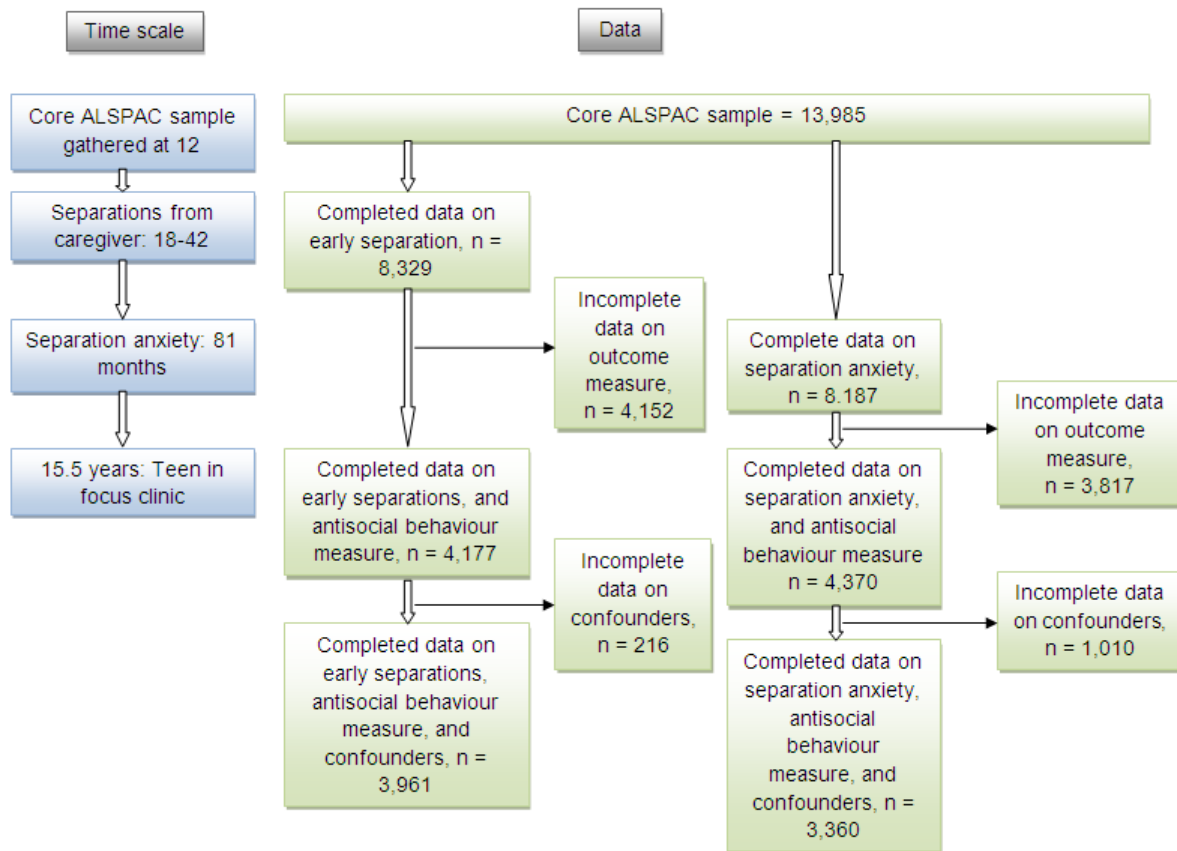 Time scale
Data
Core ALSPAC sample
gathered at 12
Separations from
caregiver: 18-42
Separation anxiety: 81
months
15.5 years: Teen in
focus clinic
Core ALSPAC sample = 13,985
Completed data on
early separation, n =
8,329
Incomplete
data on
outcome
measure,
n = 4,152
Completed data on
early separations, and
antisocial behaviour
measure, n = 4,177
Incomplete
data on
confounders,
n = 216
Completed data on
early separations,
antisocial behaviour
measure, and
confounders, n =
3,961
Complete data on
separation anxiety,
n = 8.187
Incomplete data
on outcome
measure,
n = 3,817
Completed data on
separation anxiety,
and antisocial
behaviour measure
n = 4,370
Incomplete data
on confounders,
n = 1,010
Completed data on
separation anxiety,
antisocial
behaviour
measure, and
confounders, n =
3,360